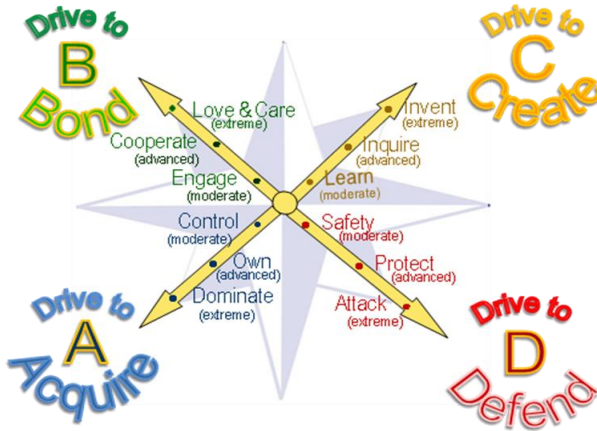 Drive to
B
Bond
Drive to
C
Create
Love & Care
(extreme)
Cooperate
(advanced)
Engage
(moderate)
Invent
(extreme)
Inquire
(advanced)
Learn
(moderate)
Control
(moderate)
Own
(advanced)
Dominate
(extreme)
Safety
(moderate)
Protect
(advanced)
Attack
(extreme)
Drive to
A
Acquire
Drive to
D
Defend